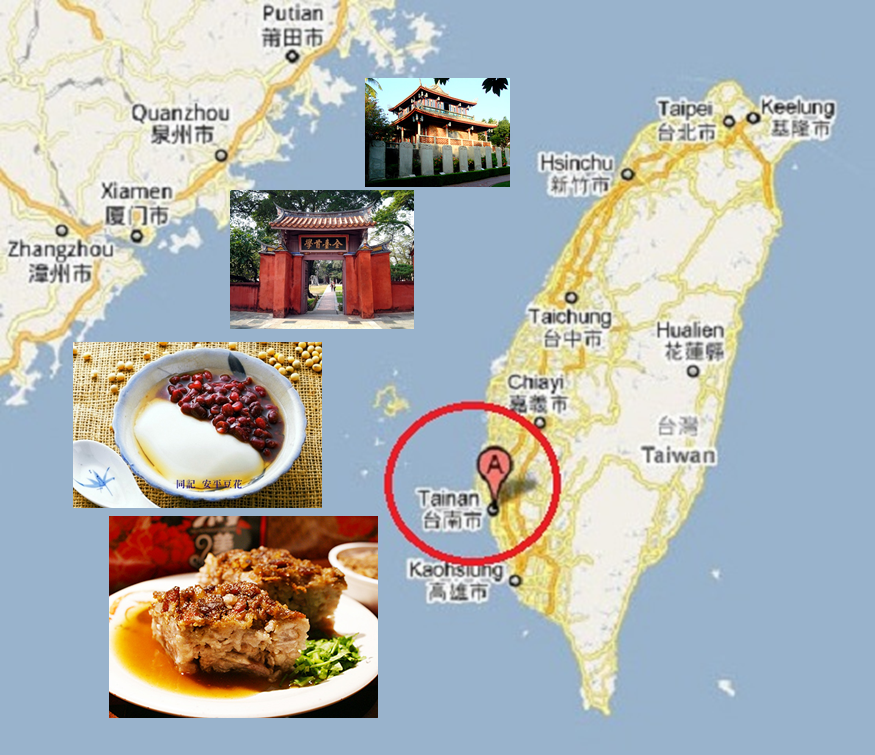 Putian
莆田市
Quanzhou
泉州市
Xiamen
厦门市
Zhangzhou
漳州市
Taipei
台北市
Keelung
基隆市
Hsinchu
新竹市
全臺首學
Taichung
台中市
Hualien
花蓮縣
Chiayi
嘉義市
台灣
Taiwan
A
Tainan
台南市
Kaohsiung
高雄市
同記 安平豆花